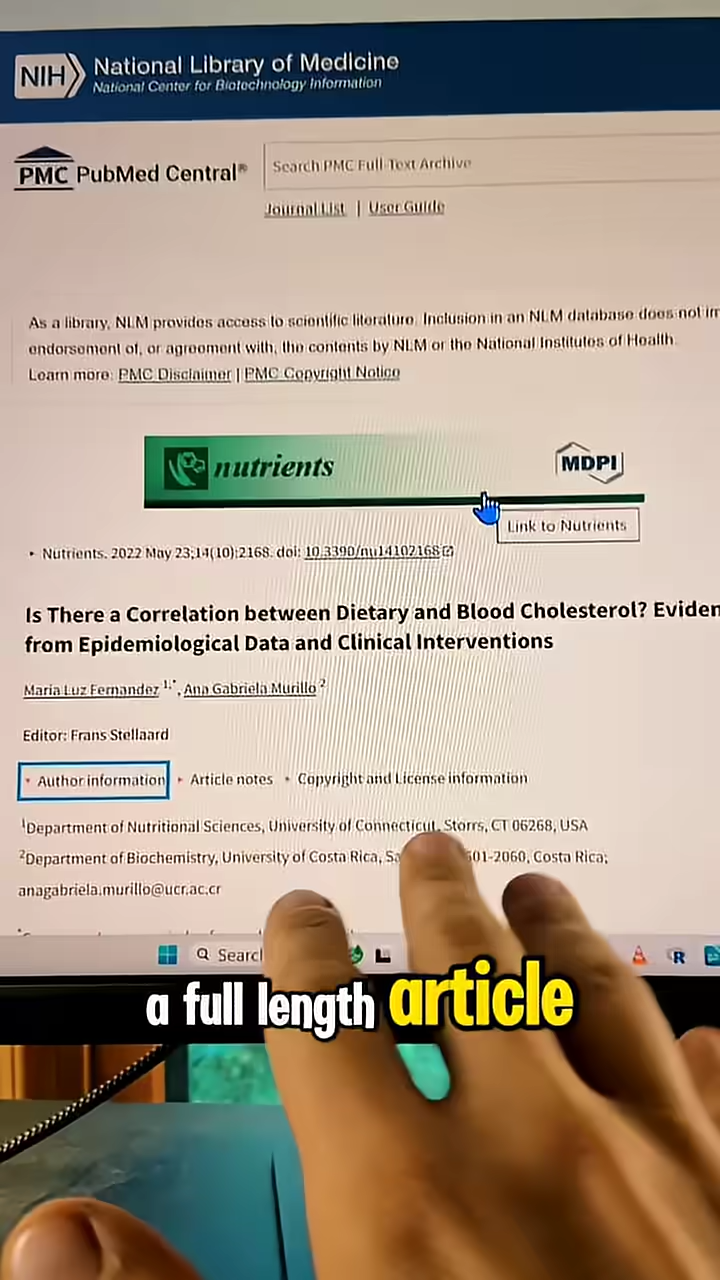 NIH National Library of Medicine
National Center for Biotechnology Information
PMC PubMed Central®
Search PMC Full-Text Archive
Journal List | User Guide
As a library, NLM provides access to scientific literature. Inclusion in an NLM database does not
endorsement of, or agreement with, the contents by NLM or the National Institutes of Health.
Learn more: PMC Disclaimer | PMC Copyright Notice
nutrients
MDPI
Link to Nutrients
Nutrients. 2022 May 23;14(10):2168. doi: 10.3390/nu14102168
Is There a Correlation between Dietary and Blood Cholesterol?
from Epidemiological Data and Clinical Interventions
Maria Luz Fernandez 1,*, Ana Gabriela Murillo 2
Editor: Frans Stellaard
Author information Article notes Copyright and License information
1Department of Nutritional Sciences, University of Connecticut, Storrs, CT 06268, USA
2Department of Biochemistry, University of Costa Rica, 2060, Costa Rica;
anagabriela.murillo@ucr.ac.cr
a full length article